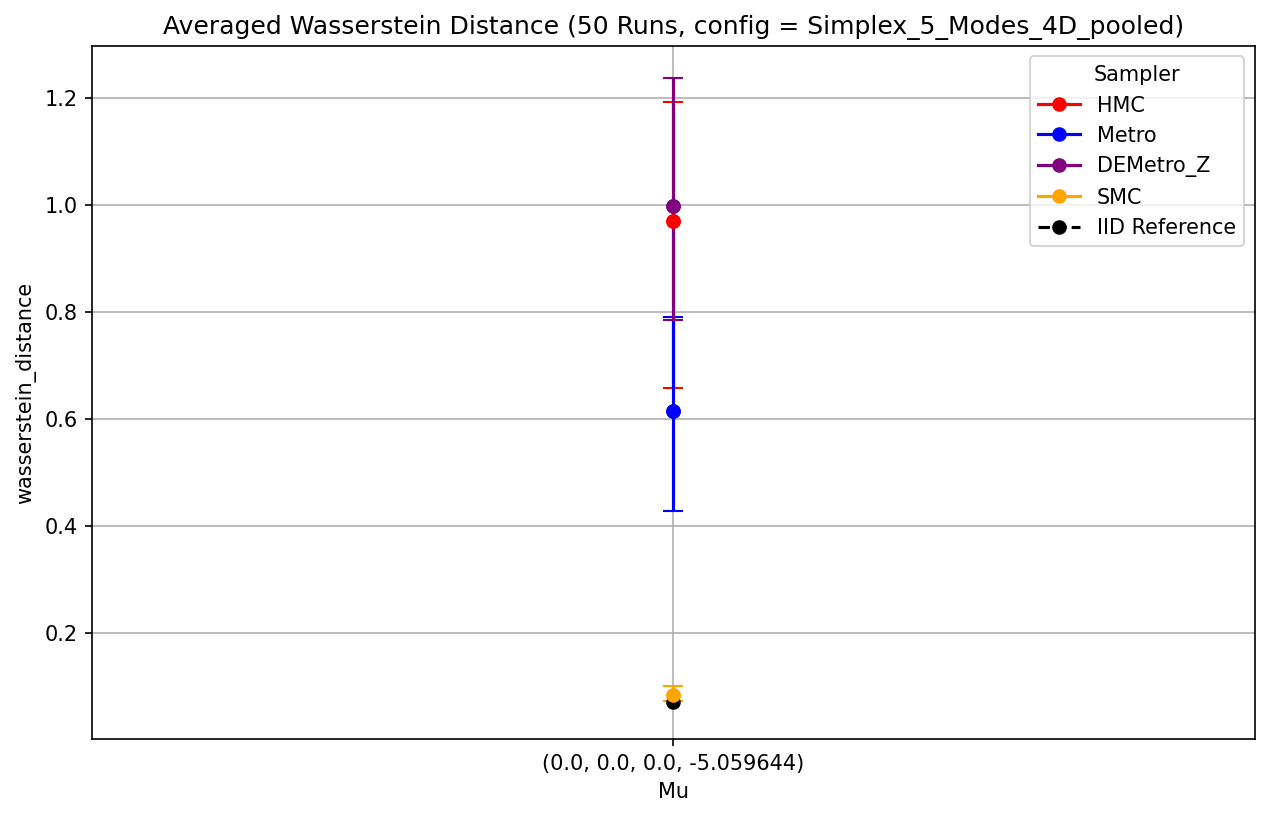 Averaged Wasserstein Distance (50 Runs, config = Simplex_5_Modes_4D_pooled)
Sampler
HMC
Metro
DEMetro_Z
SMC
IID Reference
1.2
1.0
0.8
0.6
0.4
0.2
wasserstein_distance
(0.0, 0.0, 0.0, -5.059644)
Mu